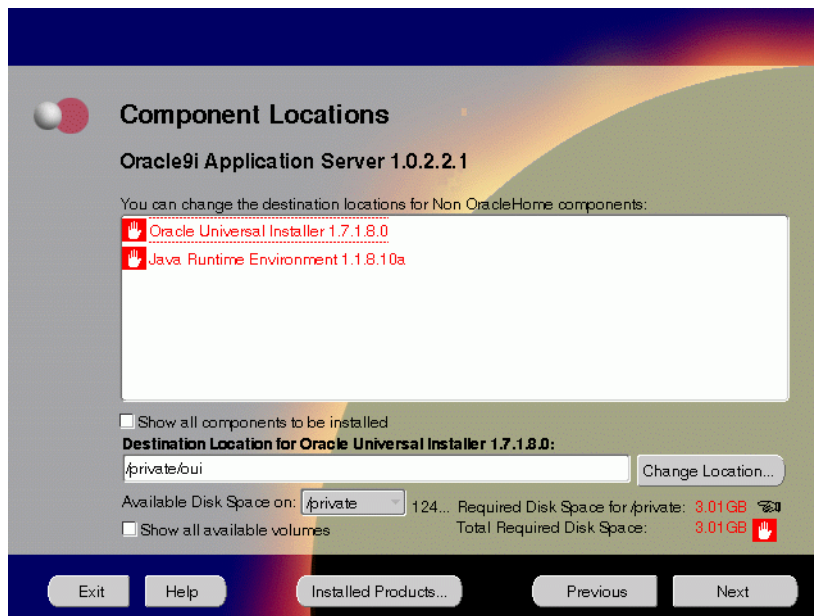 Component Locations
Oracle9i Application Server 1.0.2.2.1
You can change the destination locations for Non OracleHome components:
Oracle Universal Installer 1.7.1.8.0
Java Runtime Environment 1.1.8.10a
Show all components to be installed
Destination Location for Oracle Universal Installer 1.7.1.8.0:
/private/oui
Change Location...
Available Disk Space on: /private 124... Required Disk Space for /private: 3.01GB
Show all available volumes Total Required Disk Space: 3.01GB
Exit Help Installed Products... Previous Next